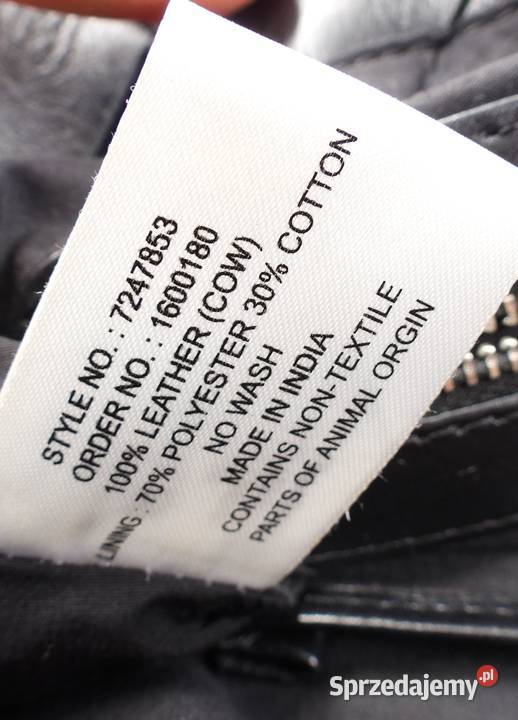 STYLE NO. : 7247853
ORDER NO. : 1600180
100% LEATHER (COW)
LINING : 70% POLYESTER 30% COTTON
NO WASH
MADE IN INDIA
CONTAINS NON-TEXTILE
PARTS OF ANIMAL ORGIN
Sprzedajemy.pl